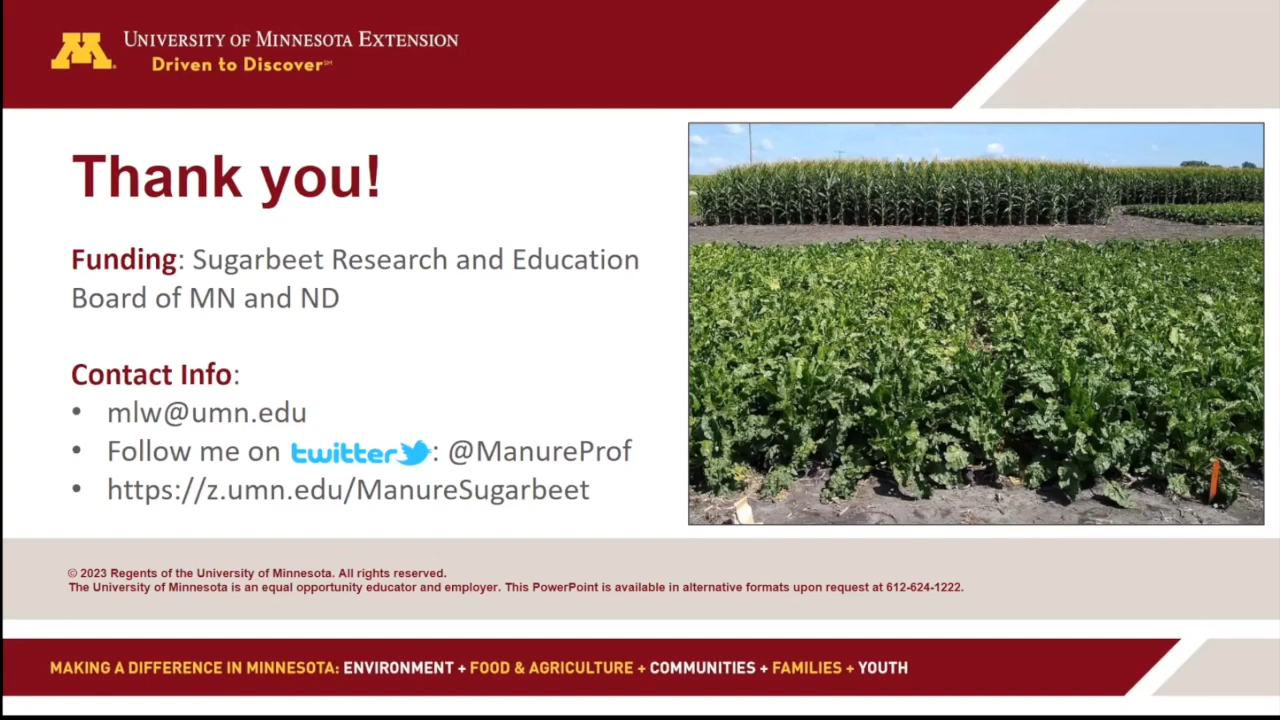 UNIVERSITY OF MINNESOTA EXTENSION
Driven to Discover℠
Thank you!
Funding: Sugarbeet Research and Education
Board of MN and ND
Contact Info:
• mlw@umn.edu
• Follow me on twitter: @ManureProf
• https://z.umn.edu/ManureSugarbeet
© 2023 Regents of the University of Minnesota. All rights reserved.
The University of Minnesota is an equal opportunity educator and employer. This PowerPoint is available in alternative formats upon request at 612-624-1222.
MAKING A DIFFERENCE IN MINNESOTA: ENVIRONMENT + FOOD & AGRICULTURE + COMMUNITIES + FAMILIES + YOUTH